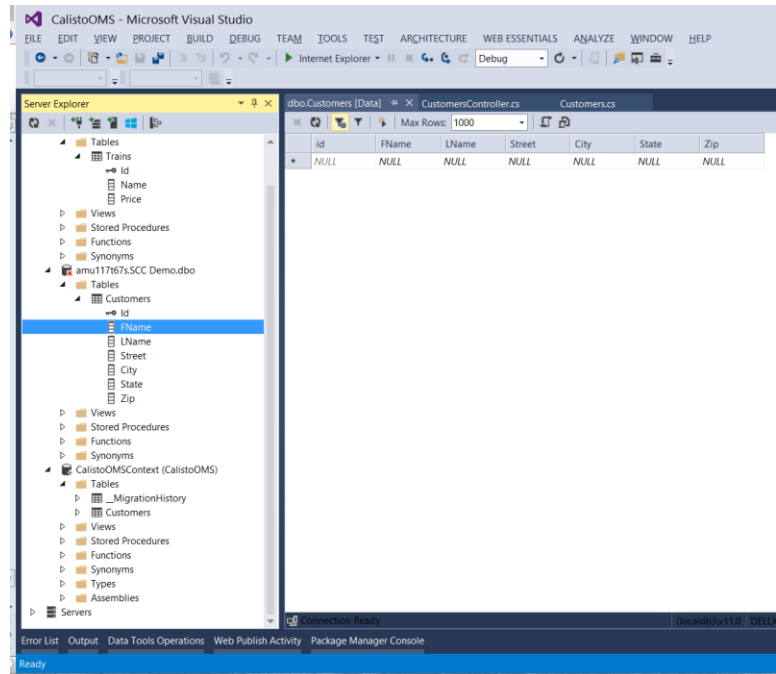 CalistoOMS - Microsoft Visual Studio
FILE EDIT VIEW PROJECT BUILD DEBUG TEAM TOOLS TEST ARCHITECTURE WEB ESSENTIALS ANALYZE WINDOW HELP
Internet Explorer Debug
Server Explorer
dbo.Customers [Data] CustomersController.cs Customers.cs
Max Rows: 1000
id FName LName Street City State Zip
NULL NULL NULL NULL NULL NULL NULL
Tables
Trains
Id
Name
Price
Views
Stored Procedures
Functions
Synonyms
amu117t67s.SCC Demo.dbo
Tables
Customers
Id
FName
LName
Street
City
State
Zip
Views
Stored Procedures
Functions
Synonyms
CalistoOMSContext (CalistoOMS)
Tables
__MigrationHistory
Customers
Views
Stored Procedures
Functions
Synonyms
Types
Assemblies
Servers
Connection Ready (localdb)\v11.0
Error List Output Data Tools Operations Web Publish Activity Package Manager Console
Ready